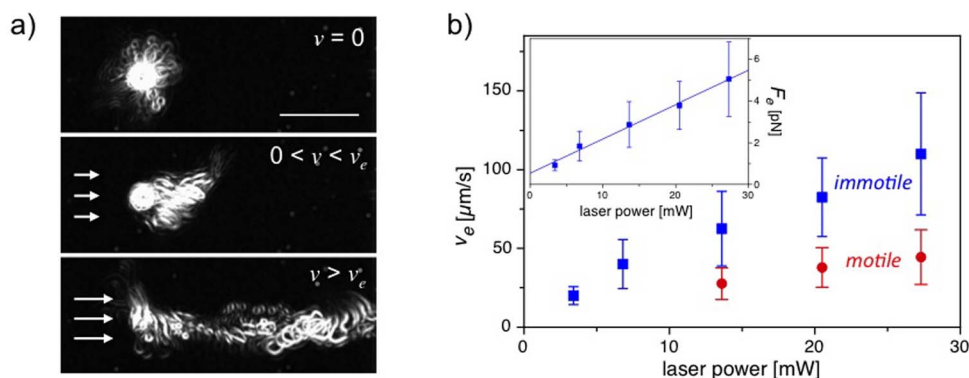 a)
v = 0
0 < v < vₑ
v > vₑ
b)
150
100
50
0
0
10
20
30
vₑ [µm/s]
laser power [mW]
immotile
motile
6
4
2
0
Fₑ [pN]
0
10
20
30
laser power [mW]